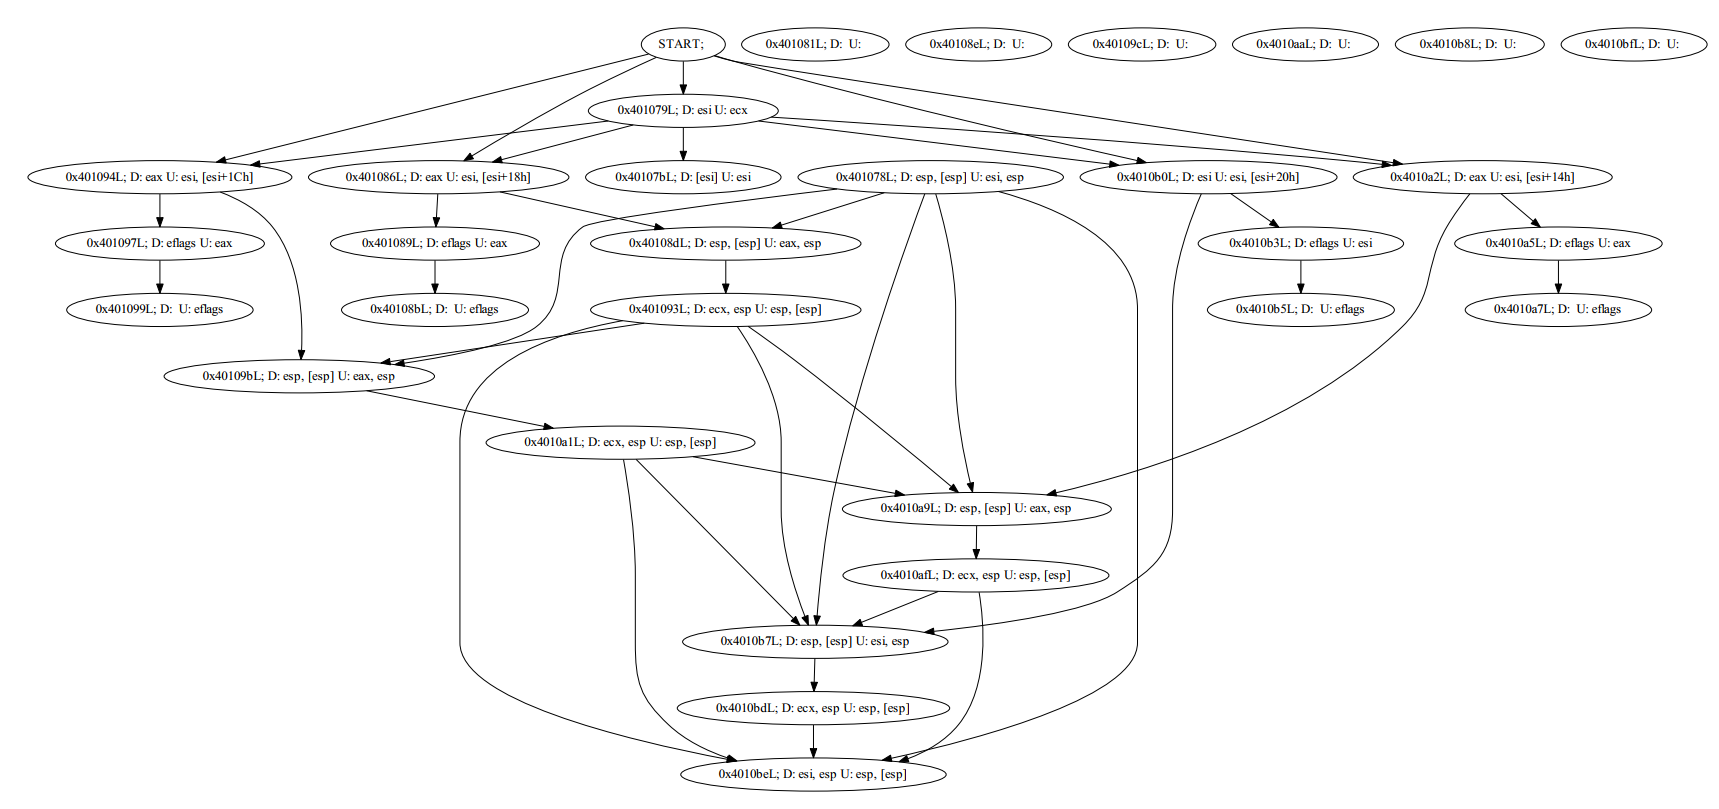 START;
0x401081L; D:  U:
0x40108eL; D:  U:
0x40109cL; D:  U:
0x4010aaL; D:  U:
0x4010b8L; D:  U:
0x4010bfL; D:  U:
0x401079L; D: esi U: ecx
0x401094L; D: eax U: esi, [esi+1Ch]
0x401086L; D: eax U: esi, [esi+18h]
0x40107bL; D: [esi] U: esi
0x401078L; D: esp, [esp] U: esi, esp
0x4010b0L; D: esi U: esi, [esi+20h]
0x4010a2L; D: eax U: esi, [esi+14h]
0x401097L; D: eflags U: eax
0x401089L; D: eflags U: eax
0x40108dL; D: esp, [esp] U: eax, esp
0x4010b3L; D: eflags U: esi
0x4010a5L; D: eflags U: eax
0x401099L; D:  U: eflags
0x40108bL; D:  U: eflags
0x401093L; D: ecx, esp U: esp, [esp]
0x4010b5L; D:  U: eflags
0x4010a7L; D:  U: eflags
0x40109bL; D: esp, [esp] U: eax, esp
0x4010a1L; D: ecx, esp U: esp, [esp]
0x4010a9L; D: esp, [esp] U: eax, esp
0x4010afL; D: ecx, esp U: esp, [esp]
0x4010b7L; D: esp, [esp] U: esi, esp
0x4010bdL; D: ecx, esp U: esp, [esp]
0x4010beL; D: esi, esp U: esp, [esp]